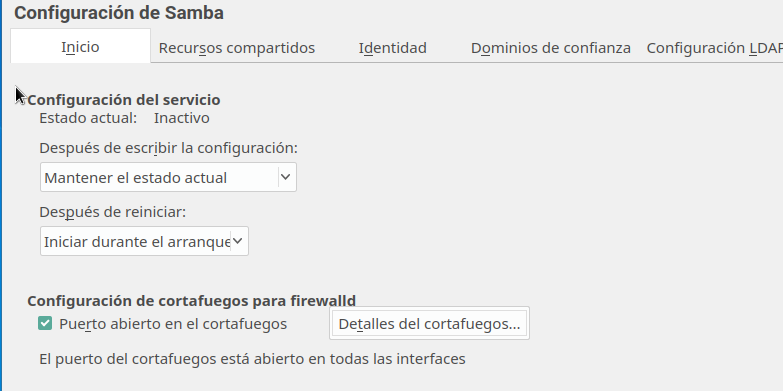 Configuración de Samba
Inicio Recursos compartidos Identidad Dominios de confianza Configuración LDAP
Configuración del servicio
Estado actual: Inactivo
Después de escribir la configuración:
Mantener el estado actual
Después de reiniciar:
Iniciar durante el arranque
Configuración de cortafuegos para firewalld
Puerto abierto en el cortafuegos Detalles del cortafuegos...
El puerto del cortafuegos está abierto en todas las interfaces